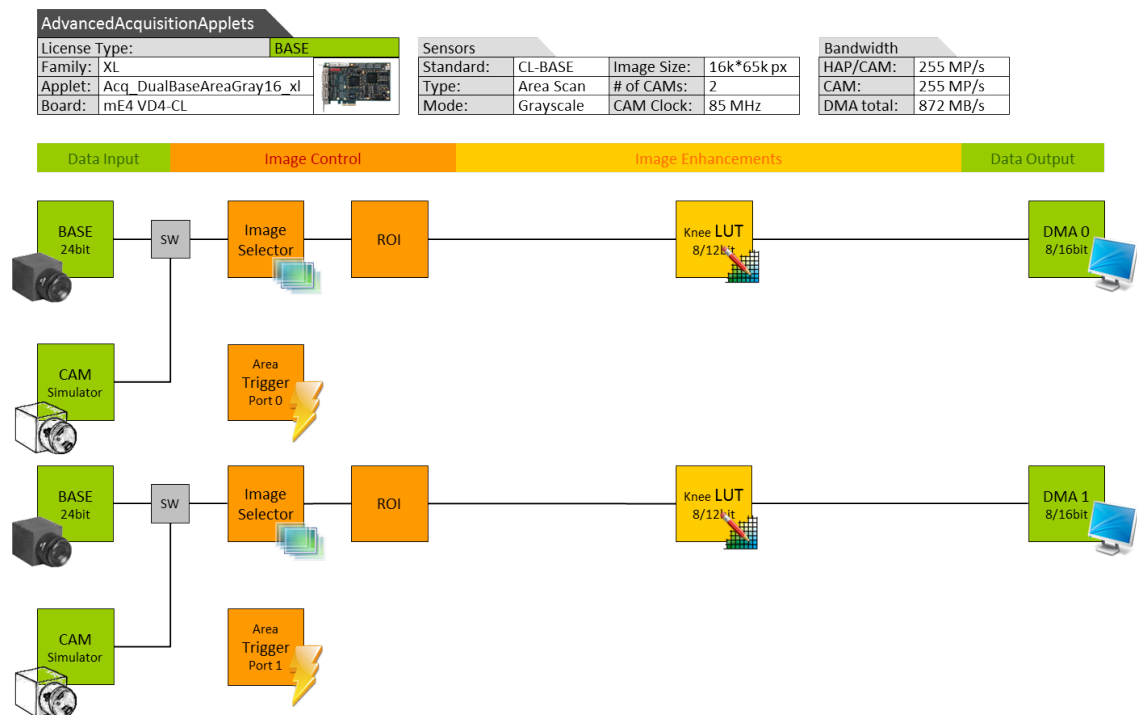 AdvancedAcquisitionApplets
License Type: BASE
Family: XL
Applet: Acq_DualBaseAreaGray16_xl
Board: mE4 VD4-CL
Sensors
Standard: CL-BASE Image Size: 16k*65k px
Type: Area Scan # of CAMs: 2
Mode: Grayscale CAM Clock: 85 MHz
Bandwidth
HAP/CAM: 255 MP/s
CAM: 255 MP/s
DMA total: 872 MB/s
Data Input Image Control Image Enhancements Data Output
BASE
24bit
SW
Image
Selector
ROI
Knee LUT
8/12bit
DMA 0
8/16bit
CAM
Simulator
Area
Trigger
Port 0
BASE
24bit
SW
Image
Selector
ROI
Knee LUT
8/12bit
DMA 1
8/16bit
CAM
Simulator
Area
Trigger
Port 1